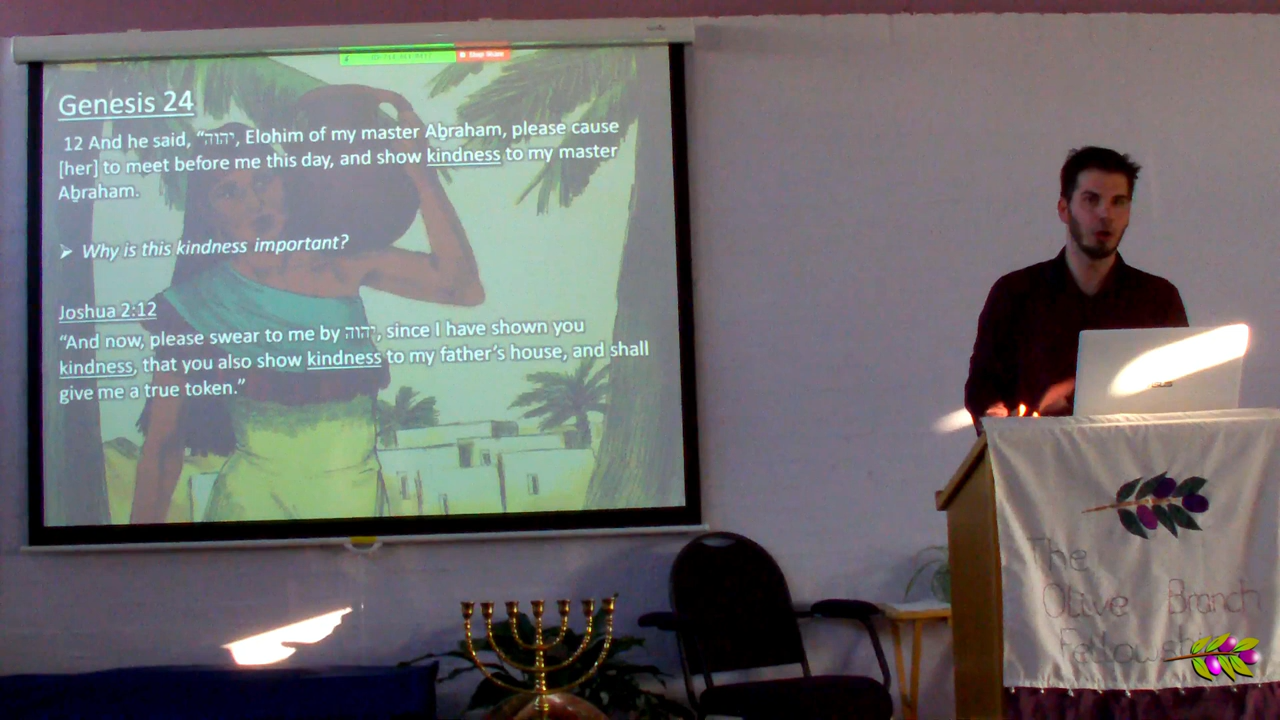 Genesis 24
12 And he said, “יהוה, Elohim of my master Aḇraham, please cause
[her] to meet before me this day, and show kindness to my master
Aḇraham.
➢ Why is this kindness important?
Joshua 2:12
“And now, please swear to me by יהוה, since I have shown you
kindness, that you also show kindness to my father’s house, and shall
give me a true token.”
Stop Share
The
Olive Branch